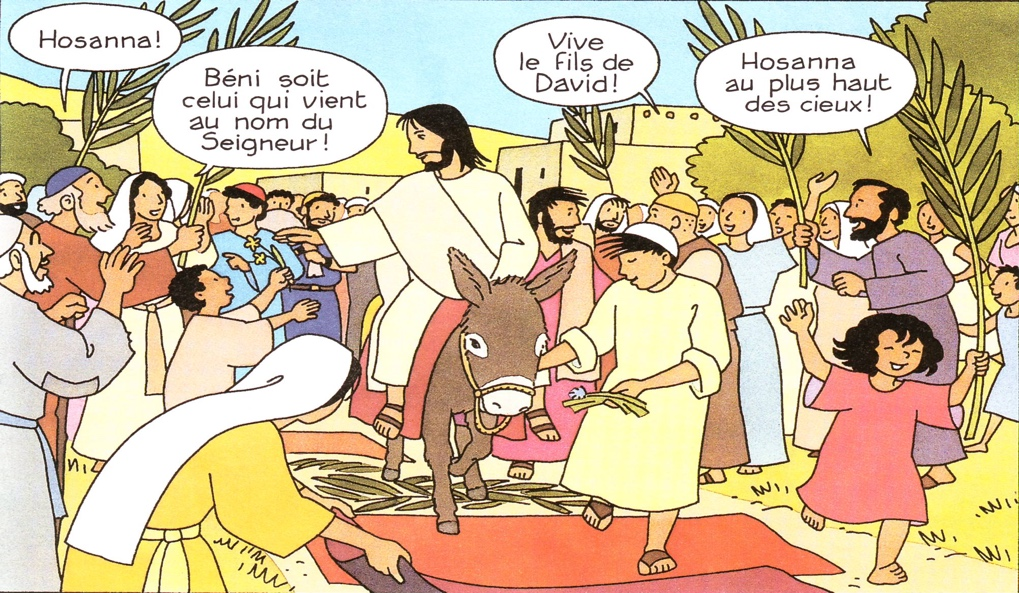 Hosanna!
Béni soit
celui qui vient
au nom du
Seigneur!
Vive
le fils de
David!
Hosanna
au plus haut
des cieux!